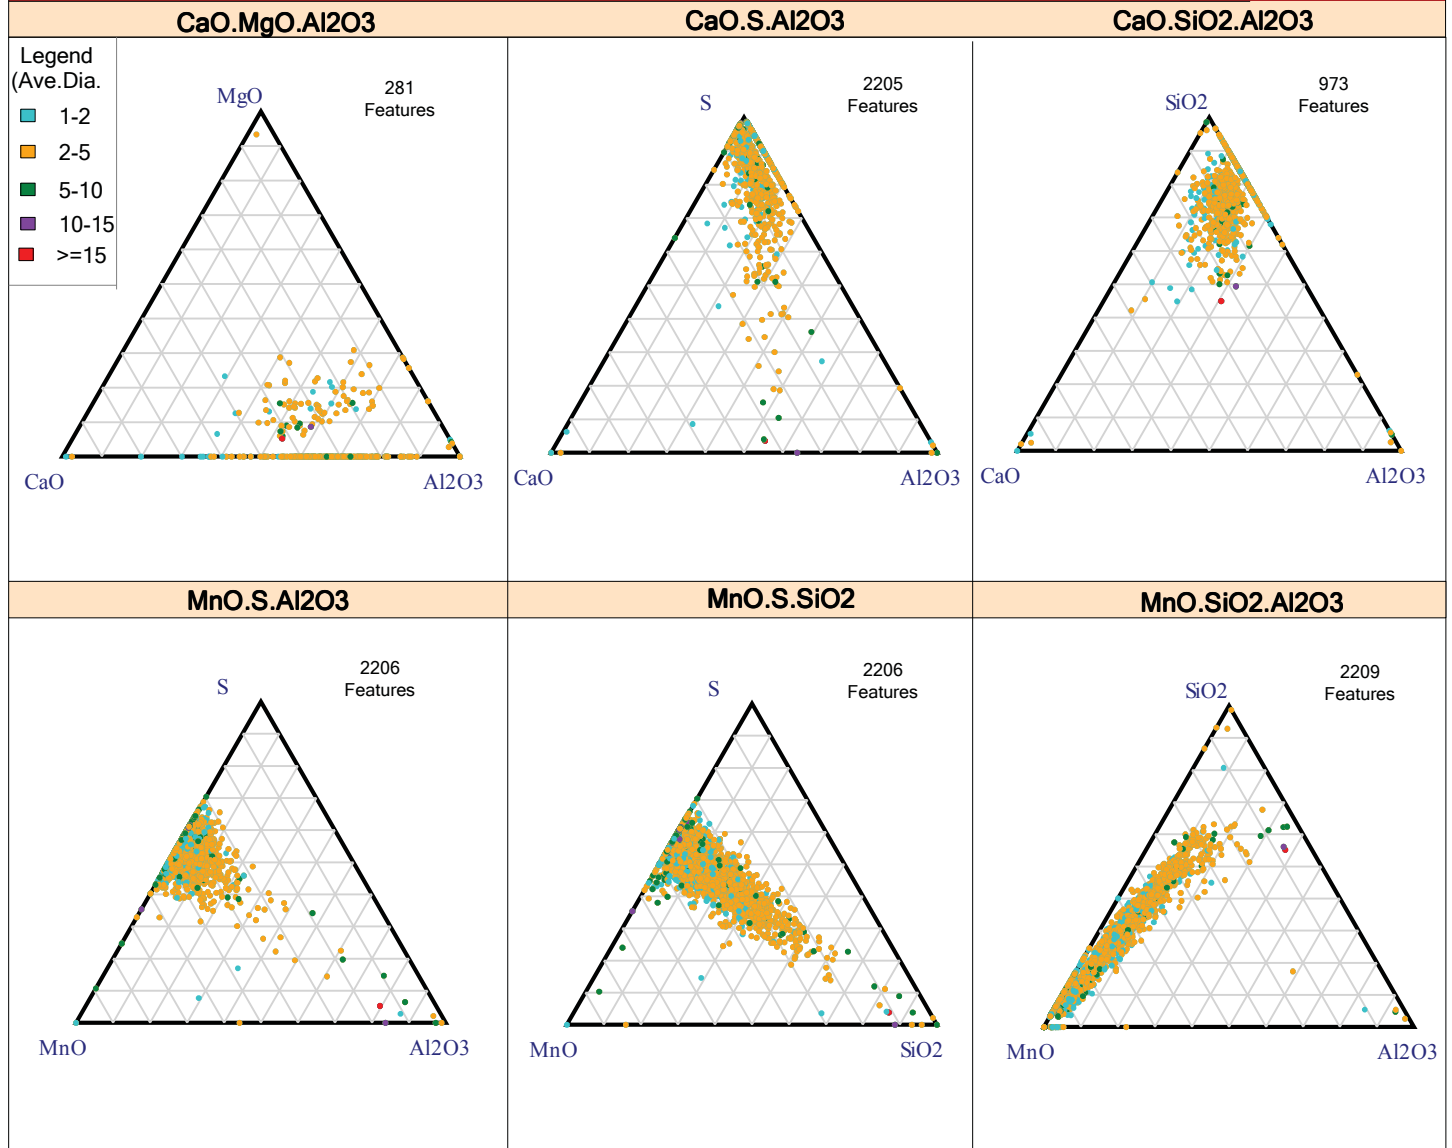 CaO.MgO.Al2O3
CaO.S.Al2O3
CaO.SiO2.Al2O3
Legend
(Ave.Dia.
1-2
2-5
5-10
10-15
>=15
MgO
281
Features
CaO
Al2O3
S
2205
Features
CaO
Al2O3
SiO2
973
Features
CaO
Al2O3
MnO.S.Al2O3
MnO.S.SiO2
MnO.SiO2.Al2O3
S
2206
Features
MnO
Al2O3
S
2206
Features
MnO
SiO2
SiO2
2209
Features
MnO
Al2O3